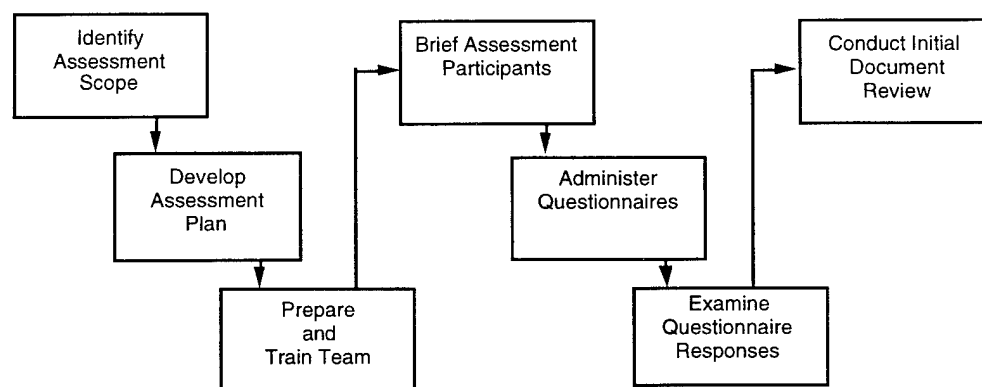 Identify
Assessment
Scope
Develop
Assessment
Plan
Prepare
and
Train Team
Brief Assessment
Participants
Administer
Questionnaires
Examine
Questionnaire
Responses
Conduct Initial
Document
Review